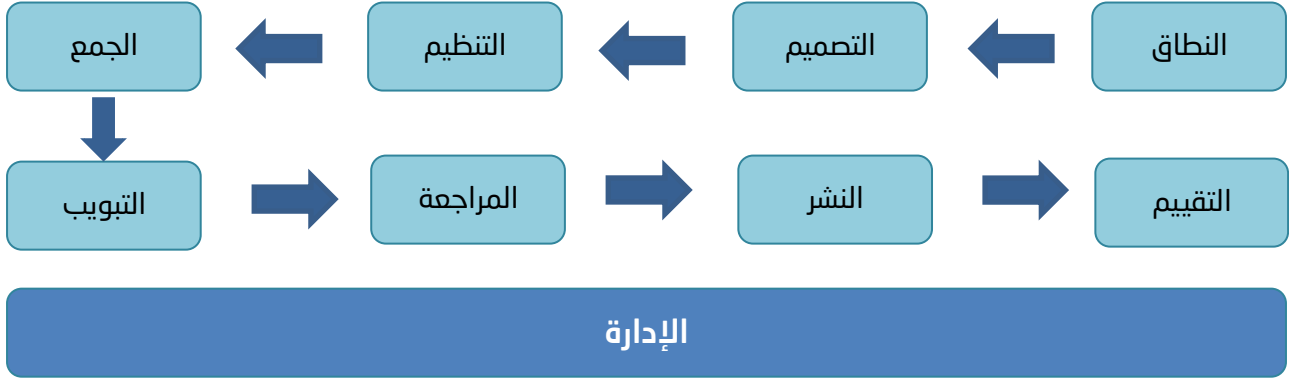 النطاق
التصميم
التنظيم
الجمع
التبويب
المراجعة
النشر
التقييم
الإدارة